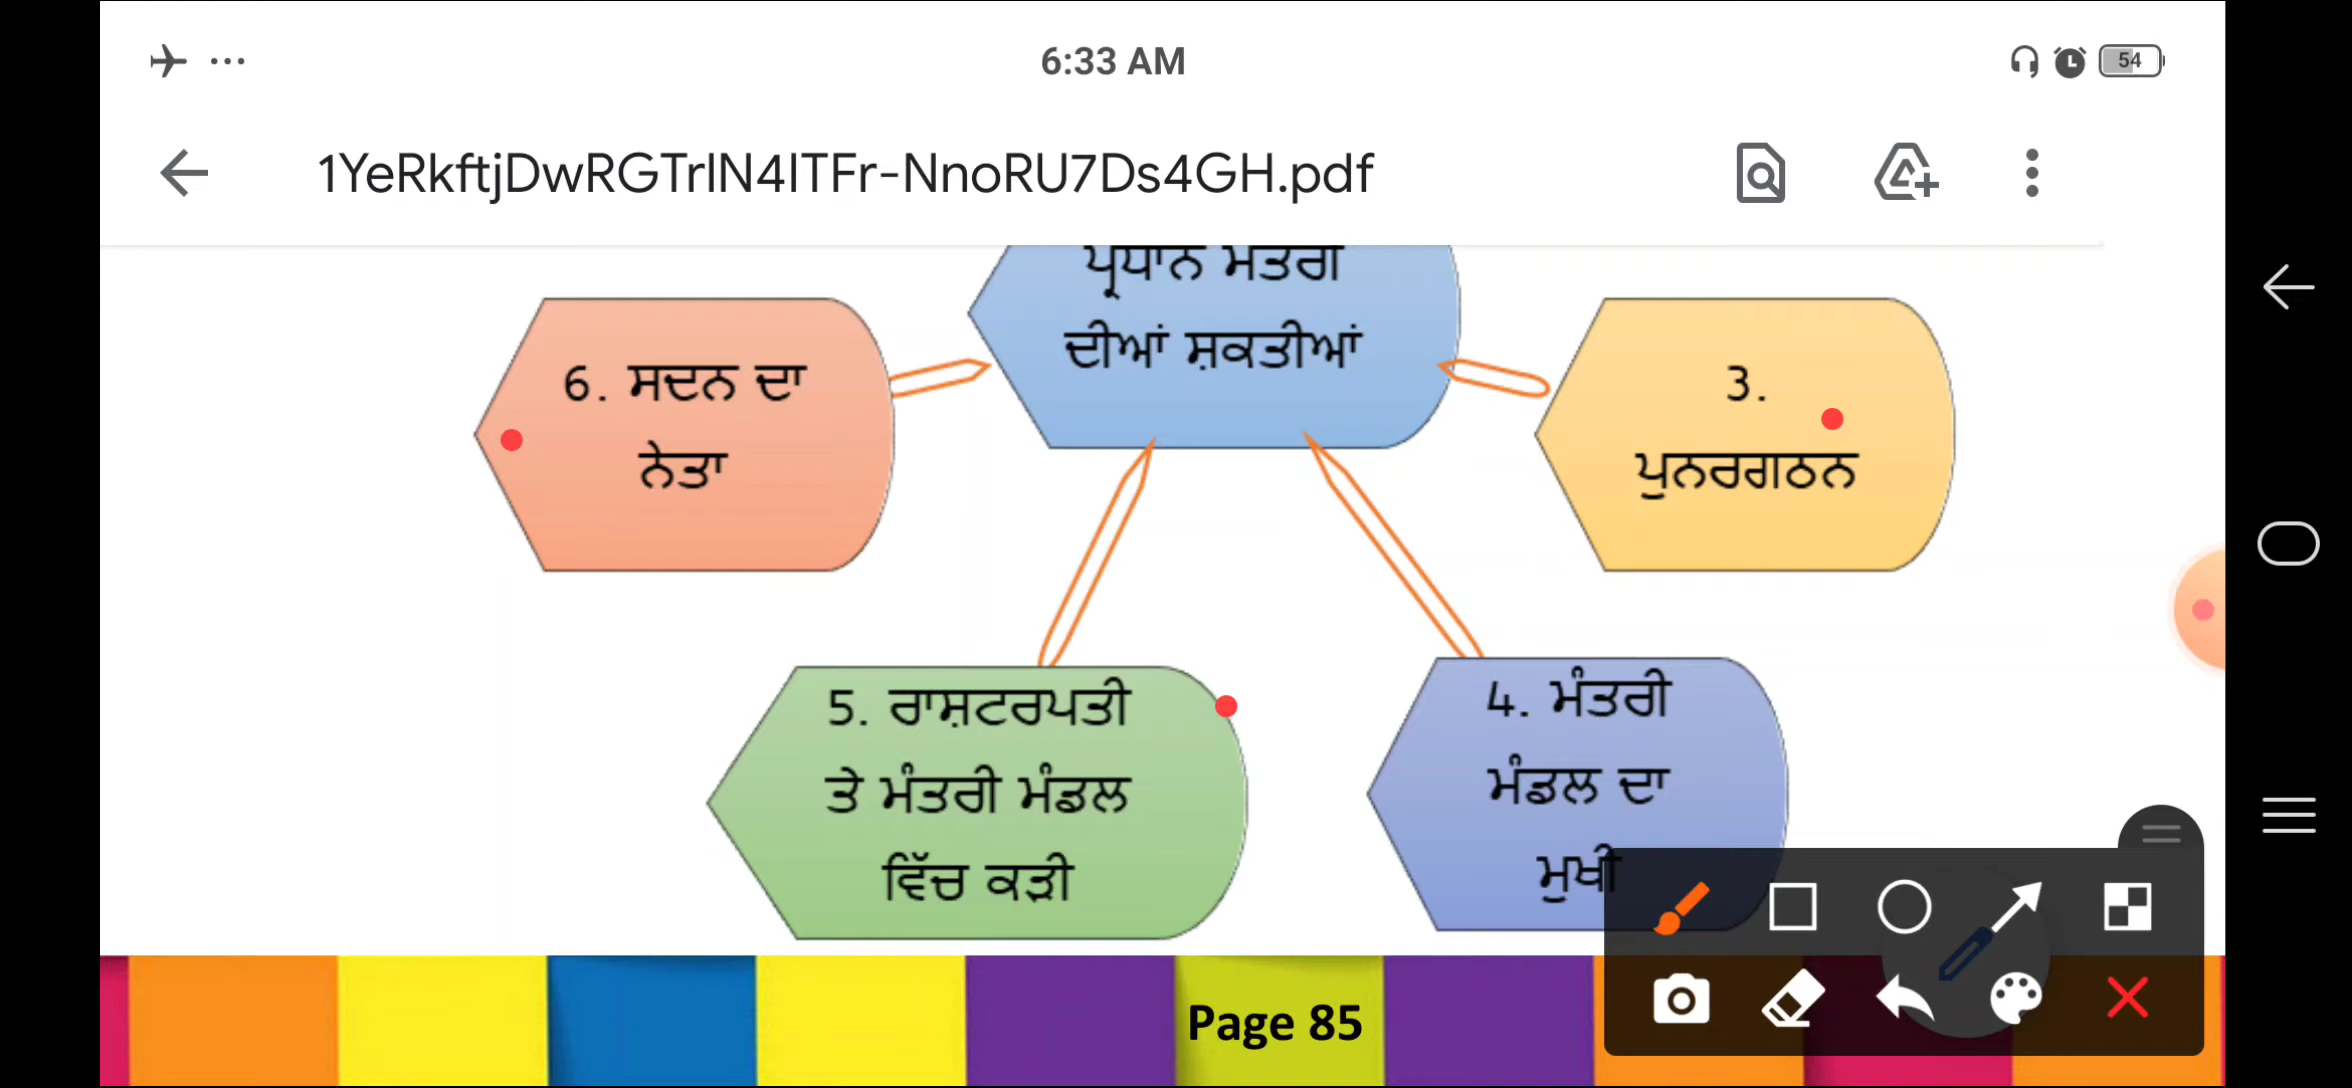 6:33 AM
54
1YeRkftjDwRGTrlN4ITFr-NnoRU7Ds4GH.pdf
ਪ੍ਰਧਾਨ ਮੰਤਰੀ
ਦੀਆਂ ਸ਼ਕਤੀਆਂ
6. ਸਦਨ ਦਾ
ਨੇਤਾ
3.
ਪੁਨਰਗਠਨ
5. ਰਾਸ਼ਟਰਪਤੀ
ਤੇ ਮੰਤਰੀ ਮੰਡਲ
ਵਿੱਚ ਕੜੀ
4. ਮੰਤਰੀ
ਮੰਡਲ ਦਾ
ਮੁਖੀ
Page 85